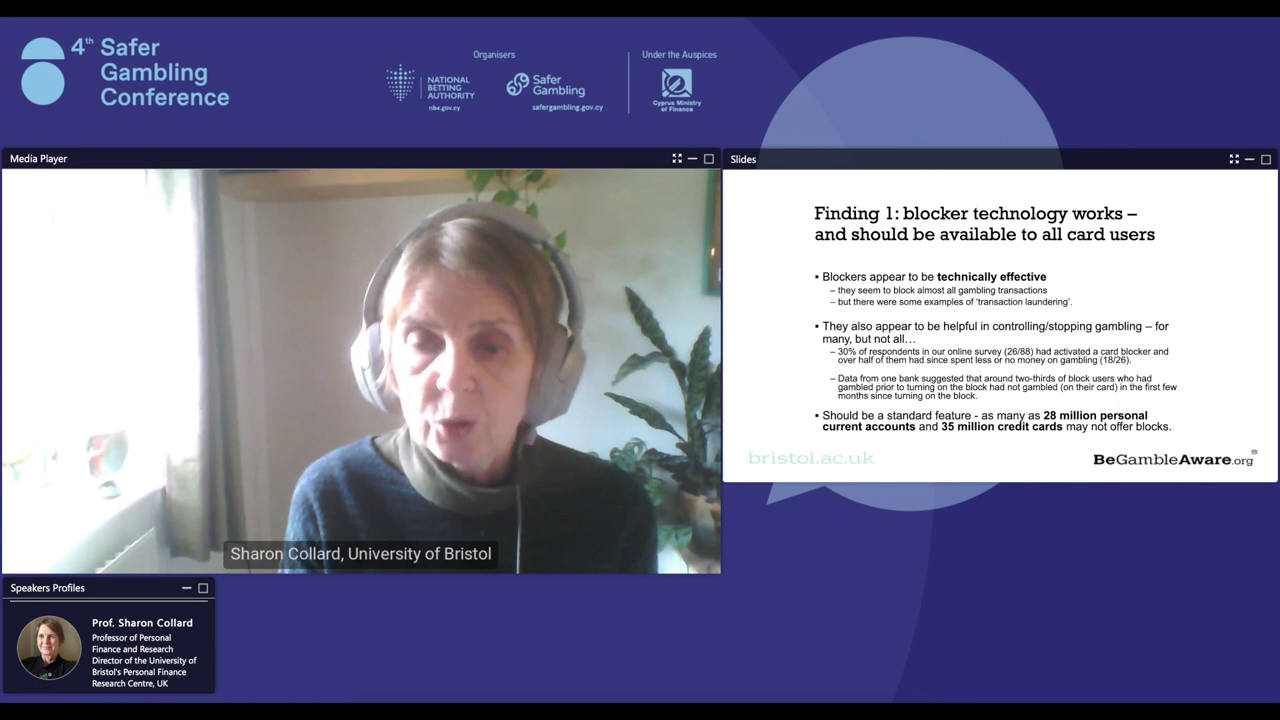 4th Safer
Gambling
Conference
Organisers
NATIONAL
BETTING
AUTHORITY
nba.gov.cy
Safer
Gambling
safergambling.gov.cy
Under the Auspices
Cyprus Ministry
of Finance
Media Player
Sharon Collard, University of Bristol
Slides
Finding 1: blocker technology works –
and should be available to all card users
▪ Blockers appear to be technically effective
– they seem to block almost all gambling transactions
– but there were some examples of ‘transaction laundering’.
▪ They also appear to be helpful in controlling/stopping gambling – for
many, but not all…
– 30% of respondents in our online survey (26/88) had activated a card blocker and
over half of them had since spent less or no money on gambling (18/26).
– Data from one bank suggested that around two-thirds of block users who had
gambled prior to turning on the block had not gambled (on their card) in the first few
months since turning on the block.
▪ Should be a standard feature - as many as 28 million personal
current accounts and 35 million credit cards may not offer blocks.
bristol.ac.uk
BeGambleAware.org®
Speakers Profiles
Prof. Sharon Collard
Professor of Personal
Finance and Research
Director of the University of
Bristol's Personal Finance
Research Centre, UK